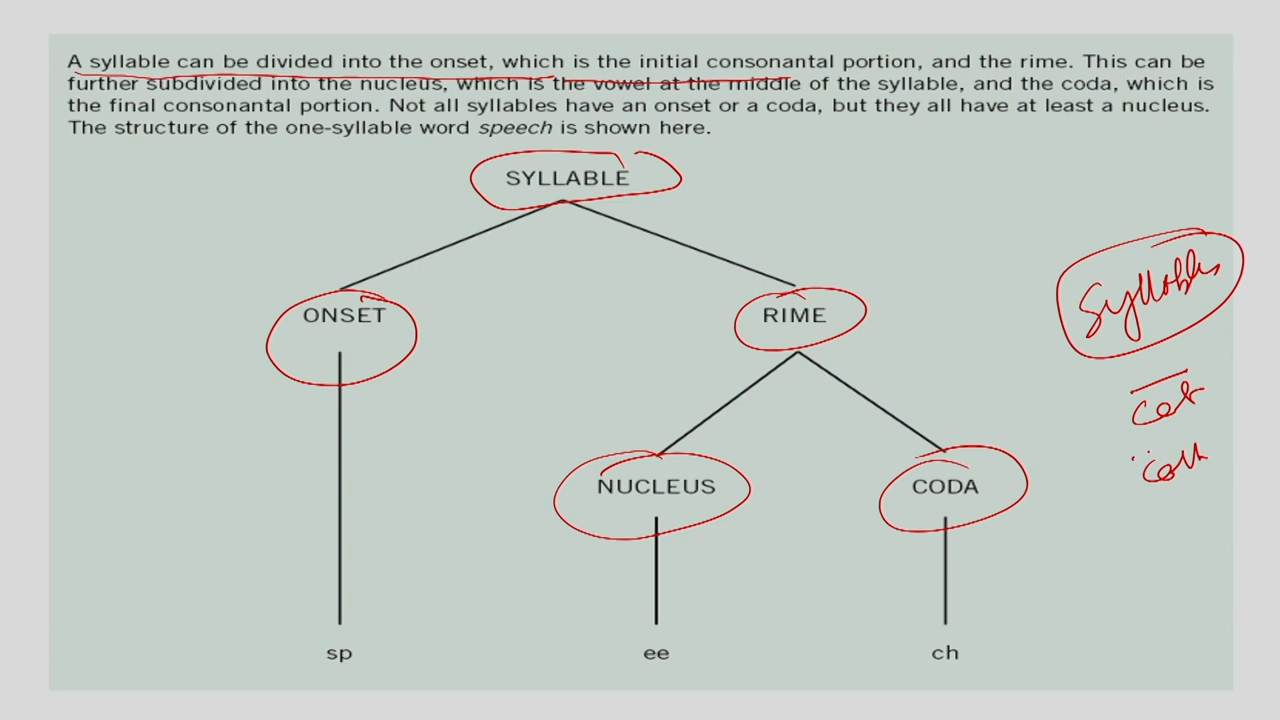 A syllable can be divided into the onset, which is the initial consonantal portion, and the rime. This can be
further subdivided into the nucleus, which is the vowel at the middle of the syllable, and the coda, which is
the final consonantal portion. Not all syllables have an onset or a coda, but they all have at least a nucleus.
The structure of the one-syllable word speech is shown here.
SYLLABLE
ONSET
RIME
Syllables
NUCLEUS
CODA
sp
ee
ch